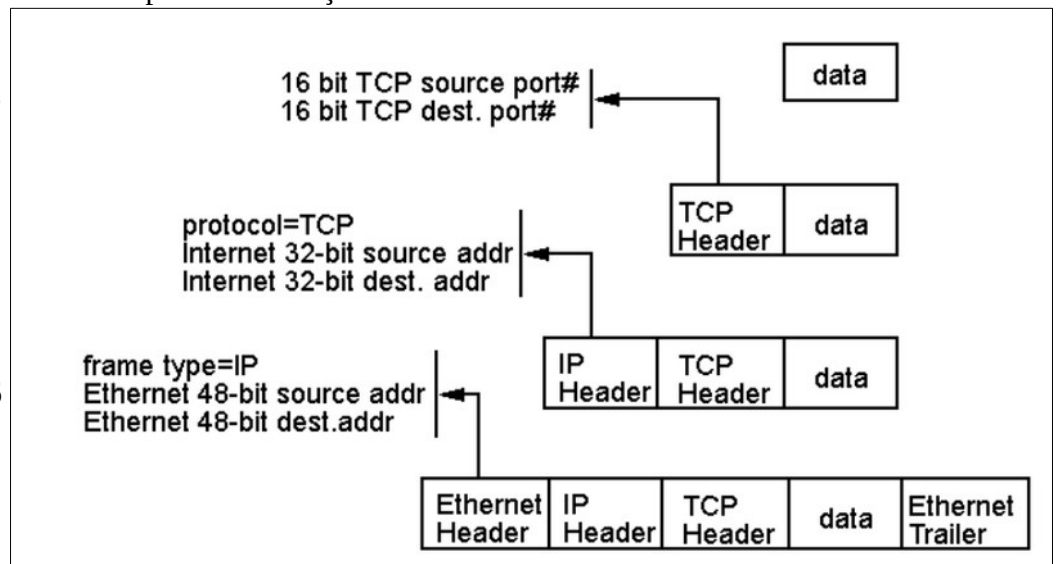 data
16 bit TCP source port#
16 bit TCP dest. port#
TCP
Header
data
protocol=TCP
Internet 32-bit source addr
Internet 32-bit dest. addr
IP
Header
TCP
Header
data
frame type=IP
Ethernet 48-bit source addr
Ethernet 48-bit dest.addr
Ethernet
Header
IP
Header
TCP
Header
data
Ethernet
Trailer